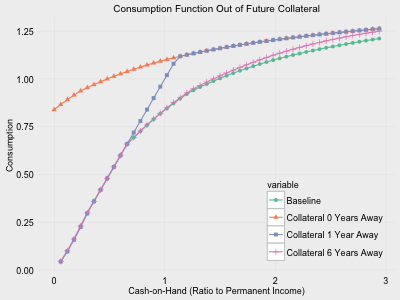 Consumption Function Out of Future Collateral
1.25
1.00
0.75
0.50
0.25
0.00
Consumption
0 1 2 3
Cash-on-Hand (Ratio to Permanent Income)
variable
Baseline
Collateral 0 Years Away
Collateral 1 Year Away
Collateral 6 Years Away